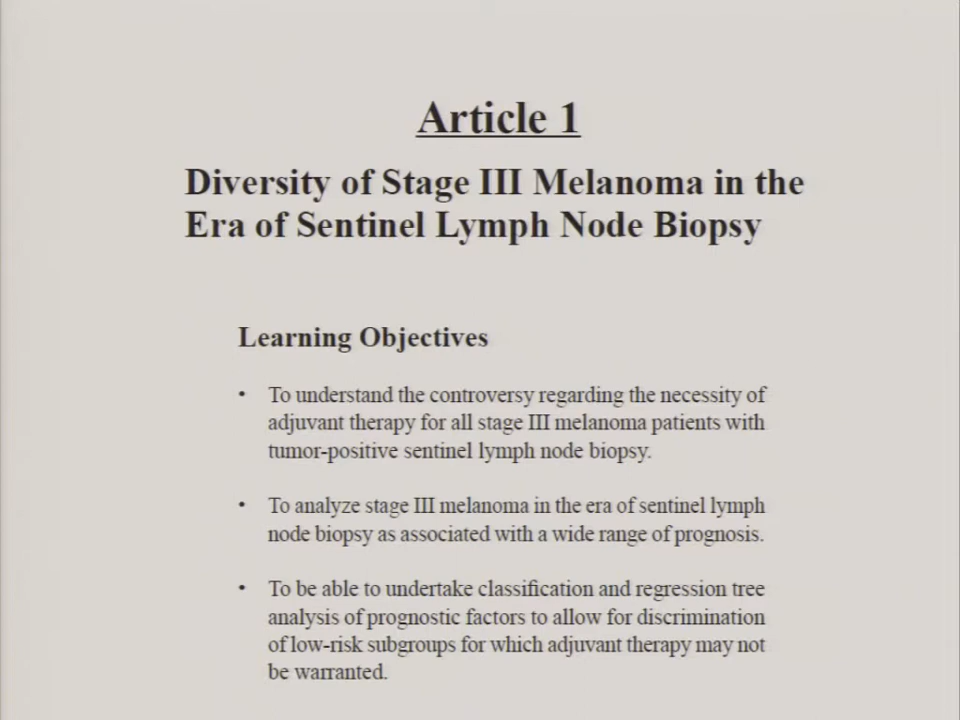 Article 1
Diversity of Stage III Melanoma in the
Era of Sentinel Lymph Node Biopsy
Learning Objectives
• To understand the controversy regarding the necessity of
adjuvant therapy for all stage III melanoma patients with
tumor-positive sentinel lymph node biopsy.
• To analyze stage III melanoma in the era of sentinel lymph
node biopsy as associated with a wide range of prognosis.
• To be able to undertake classification and regression tree
analysis of prognostic factors to allow for discrimination
of low-risk subgroups for which adjuvant therapy may not
be warranted.